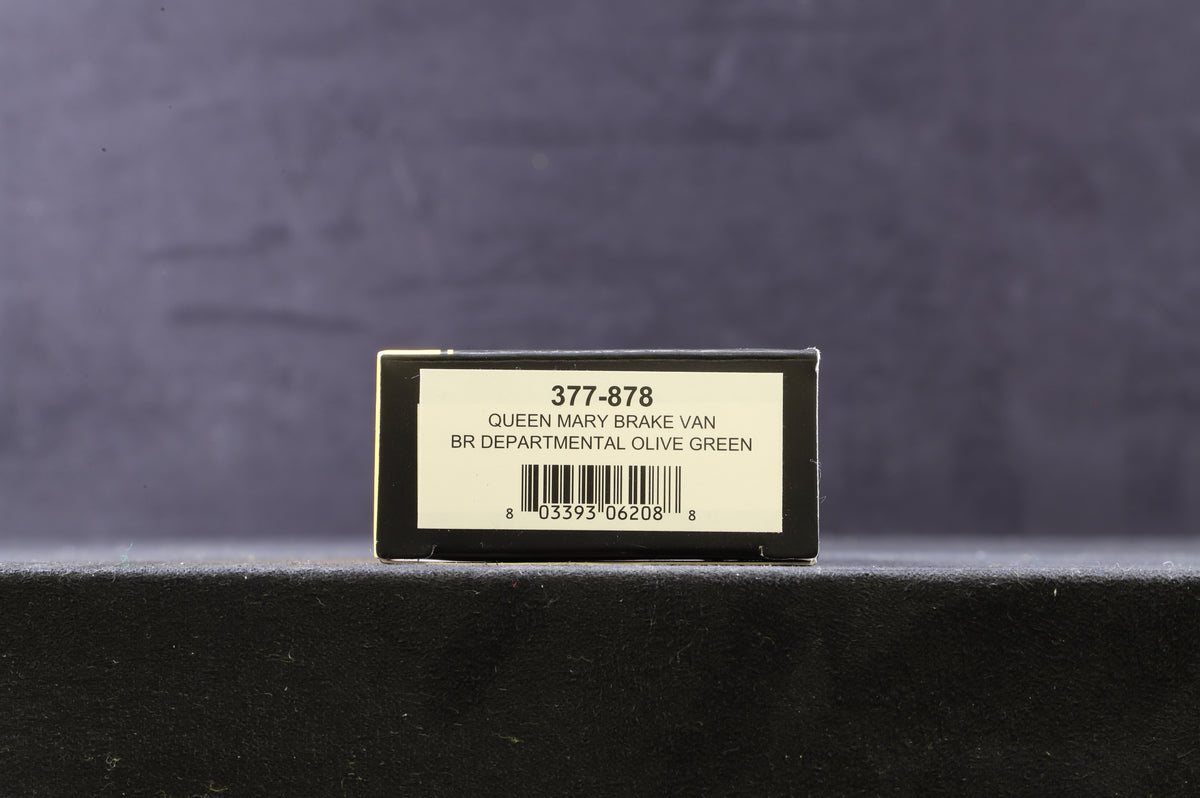 377-878
QUEEN MARY BRAKE VAN
BR DEPARTMENTAL OLIVE GREEN
8 03393 06208 8